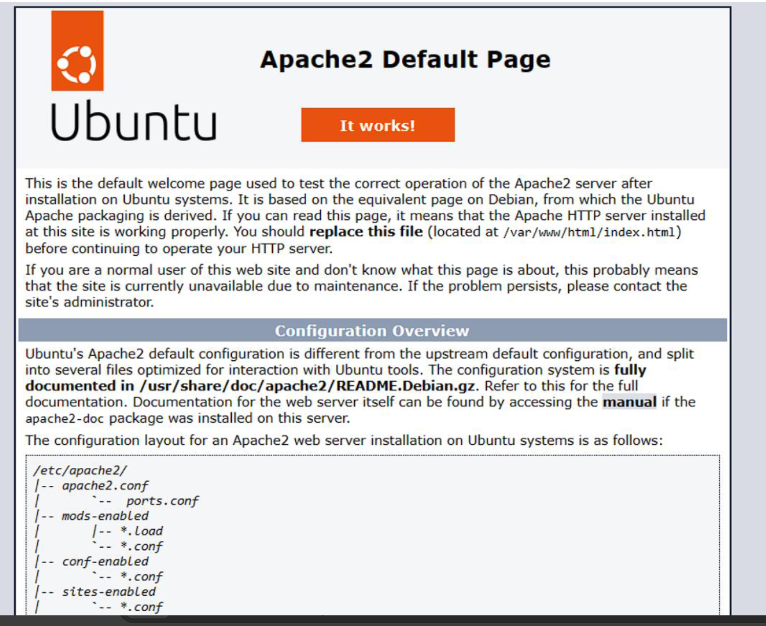 Apache2 Default Page
Ubuntu
It works!
This is the default welcome page used to test the correct operation of the Apache2 server after
installation on Ubuntu systems. It is based on the equivalent page on Debian, from which the Ubuntu
Apache packaging is derived. If you can read this page, it means that the Apache HTTP server installed
at this site is working properly. You should replace this file (located at /var/www/html/index.html)
before continuing to operate your HTTP server.
If you are a normal user of this web site and don't know what this page is about, this probably means
that the site is currently unavailable due to maintenance. If the problem persists, please contact the
site's administrator.
Configuration Overview
Ubuntu's Apache2 default configuration is different from the upstream default configuration, and split
into several files optimized for interaction with Ubuntu tools. The configuration system is fully
documented in /usr/share/doc/apache2/README.Debian.gz. Refer to this for the full
documentation. Documentation for the web server itself can be found by accessing the manual if the
apache2-doc package was installed on this server.
The configuration layout for an Apache2 web server installation on Ubuntu systems is as follows:
/etc/apache2/
|-- apache2.conf
|       `--  ports.conf
|-- mods-enabled
|       |-- *.load
|       `-- *.conf
|-- conf-enabled
|       `-- *.conf
|-- sites-enabled
|       `-- *.conf